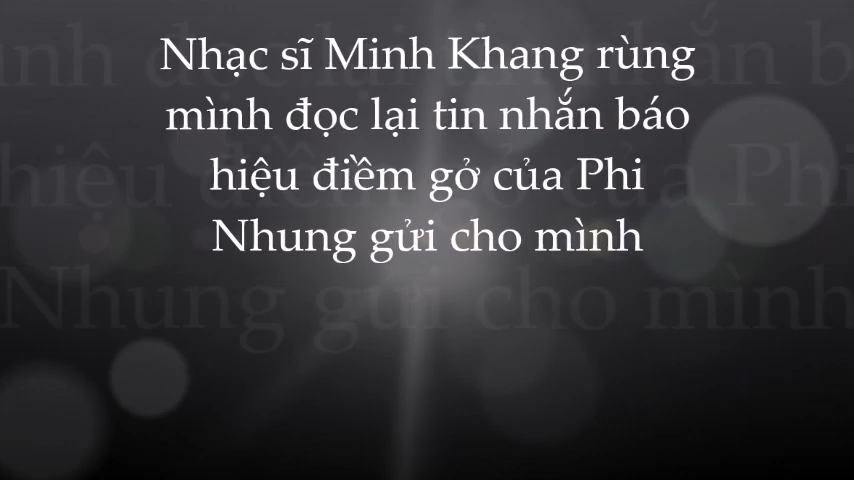 Nhạc sĩ Minh Khang rùng
mình đọc lại tin nhắn báo
hiệu điềm gở của Phi
Nhung gửi cho mình